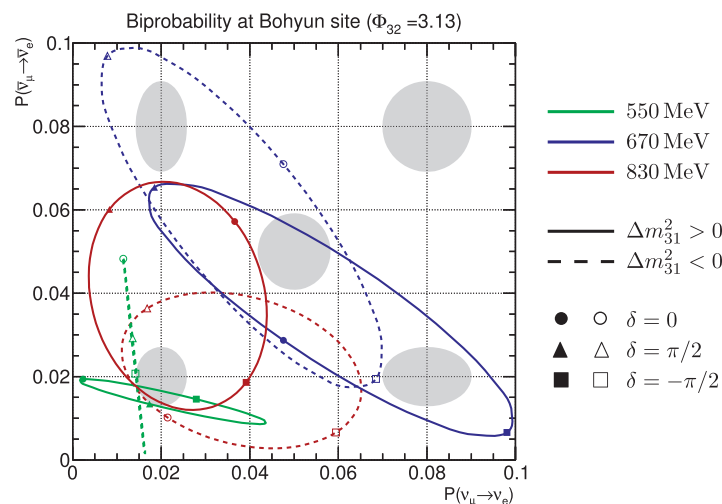 Biprobability at Bohyun site (Φ32 =3.13)
P(ν̄μ→ν̄e)
0.1
0.08
0.06
0.04
0.02
0
0 0.02 0.04 0.06 0.08 0.1
P(νμ→νe)
550 MeV
670 MeV
830 MeV
Δm²31 > 0
Δm²31 < 0
δ = 0
δ = π/2
δ = −π/2